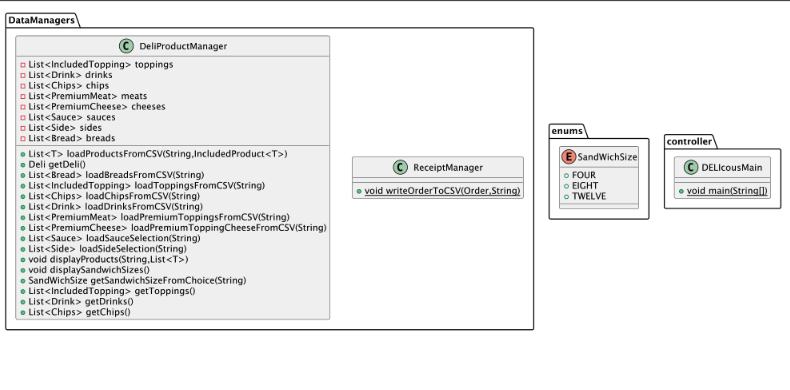 DataManagers
C DeliProductManager
List<IncludedTopping> toppings
List<Drink> drinks
List<Chips> chips
List<PremiumMeat> meats
List<PremiumCheese> cheeses
List<Sauce> sauces
List<Side> sides
List<Bread> breads
List<T> loadProductsFromCSV(String,IncludedProduct<T>)
Deli getDeli()
List<Bread> loadBreadsFromCSV(String)
List<IncludedTopping> loadToppingsFromCSV(String)
List<Chips> loadChipsFromCSV(String)
List<Drink> loadDrinksFromCSV(String)
List<PremiumMeat> loadPremiumToppingsFromCSV(String)
List<PremiumCheese> loadPremiumToppingCheeseFromCSV(String)
List<Sauce> loadSauceSelection(String)
List<Side> loadSideSelection(String)
void displayProducts(String,List<T>)
void displaySandwichSizes()
SandWichSize getSandwichSizeFromChoice(String)
List<IncludedTopping> getToppings()
List<Drink> getDrinks()
List<Chips> getChips()
C ReceiptManager
void writeOrderToCSV(Order,String)
enums
E SandWichSize
FOUR
EIGHT
TWELVE
controller
C DELIcousMain
void main(String[])